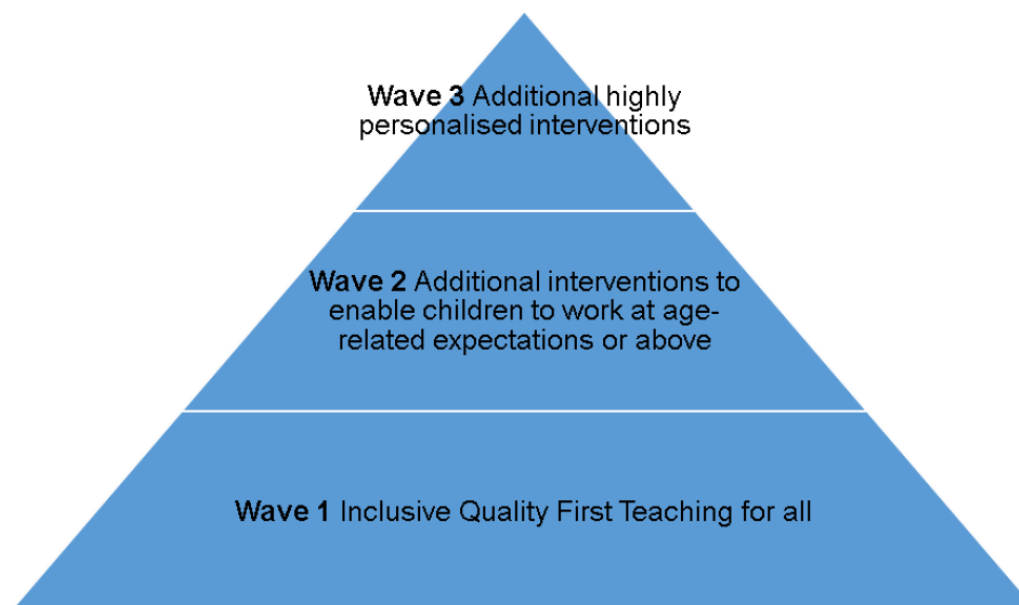 Wave 3 Additional highly
personalised interventions
Wave 2 Additional interventions to
enable children to work at age-
related expectations or above
Wave 1 Inclusive Quality First Teaching for all